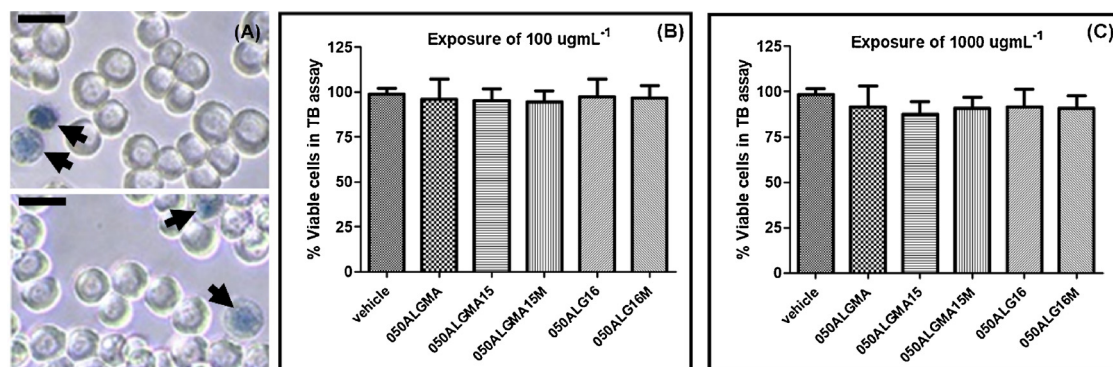 (A)
Exposure of 100 ugmL-1
(B)
% Viable cells in TB assay
125
100
75
50
25
0
vehicle
050ALGMA
050ALGMA15
050ALGMA15M
050ALG16
050ALG16M
Exposure of 1000 ugmL-1
(C)
% Viable cells in TB assay
125
100
75
50
25
0
vehicle
050ALGMA
050ALGMA15
050ALGMA15M
050ALG16
050ALG16M